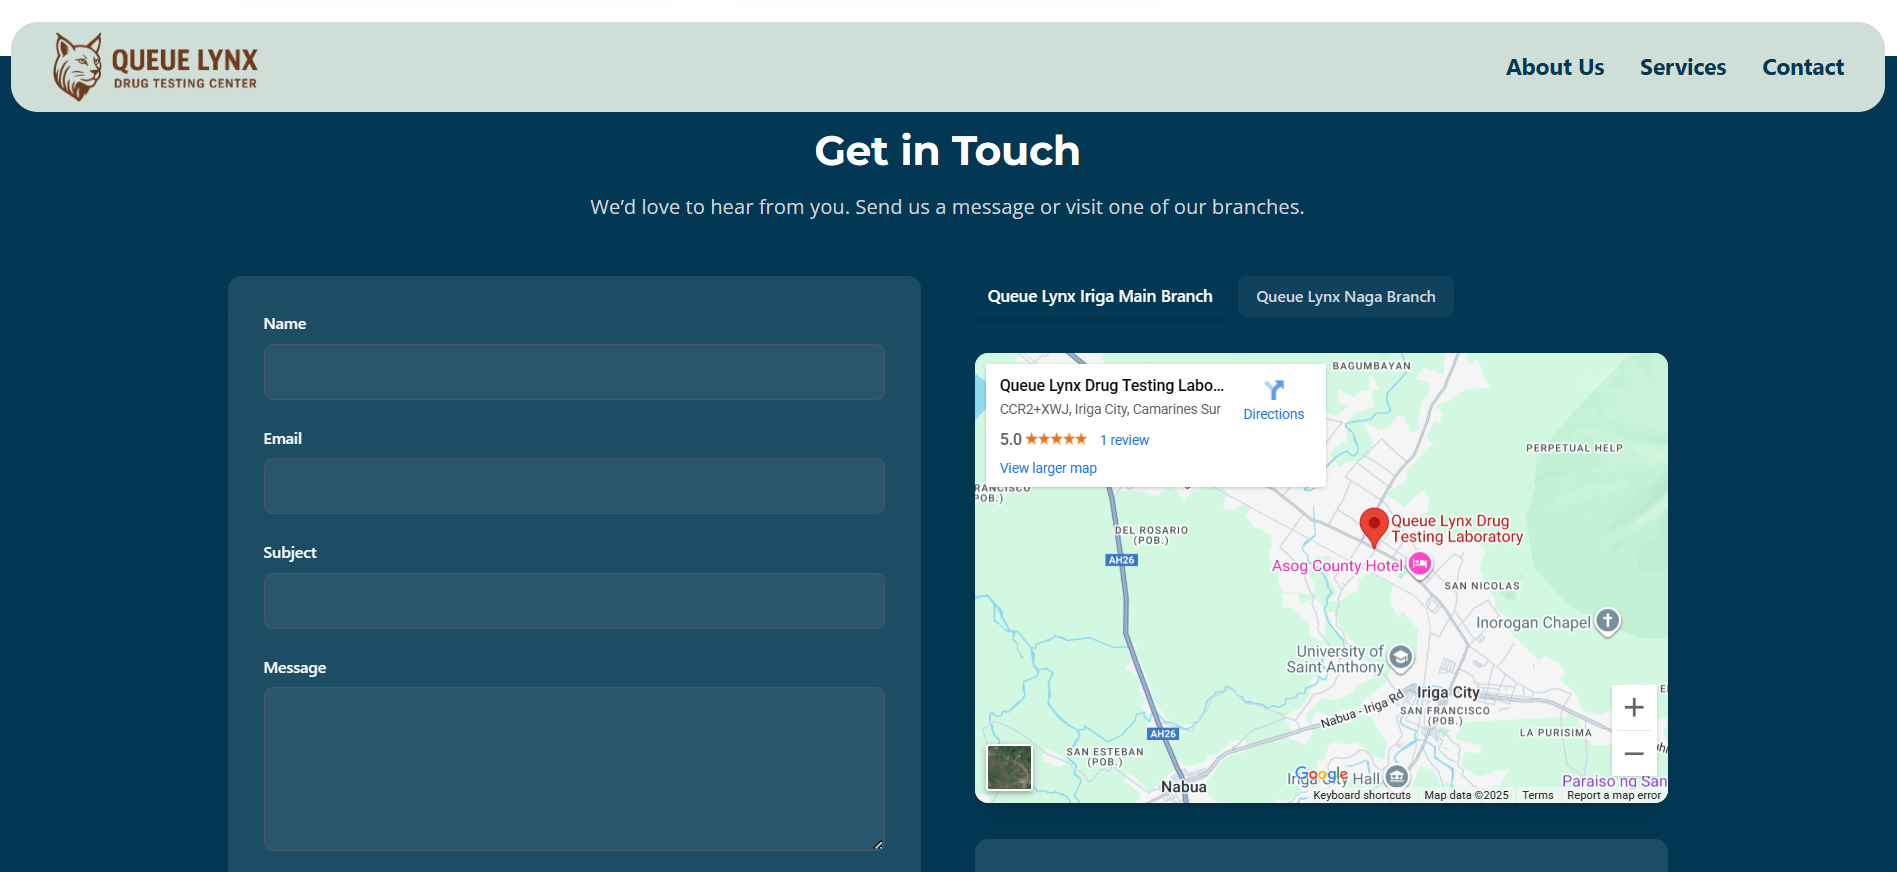 QUEUE LYNX
DRUG TESTING CENTER
About Us
Services
Contact
Get in Touch
We’d love to hear from you. Send us a message or visit one of our branches.
Name
Email
Subject
Message
Queue Lynx Iriga Main Branch
Queue Lynx Naga Branch
Queue Lynx Drug Testing Labo...
CCR2+XWJ, Iriga City, Camarines Sur
5.0
1 review
View larger map
Directions
BAGUMBAYAN
PERPETUAL HELP
(POB.)
DEL ROSARIO
(POB.)
AH26
Queue Lynx Drug
Testing Laboratory
Asog County Hotel
SAN NICOLAS
Inorogan Chapel
University of
Saint Anthony
Iriga City
Nabua - Iriga Rd
SAN FRANCISCO
(POB.)
LA PURISIMA
AH26
SAN ESTEBAN
(POB.)
Nabua
Google
Iriga City Hall
Paraiso ng San
Keyboard shortcuts
Map data ©2025
Terms
Report a map error